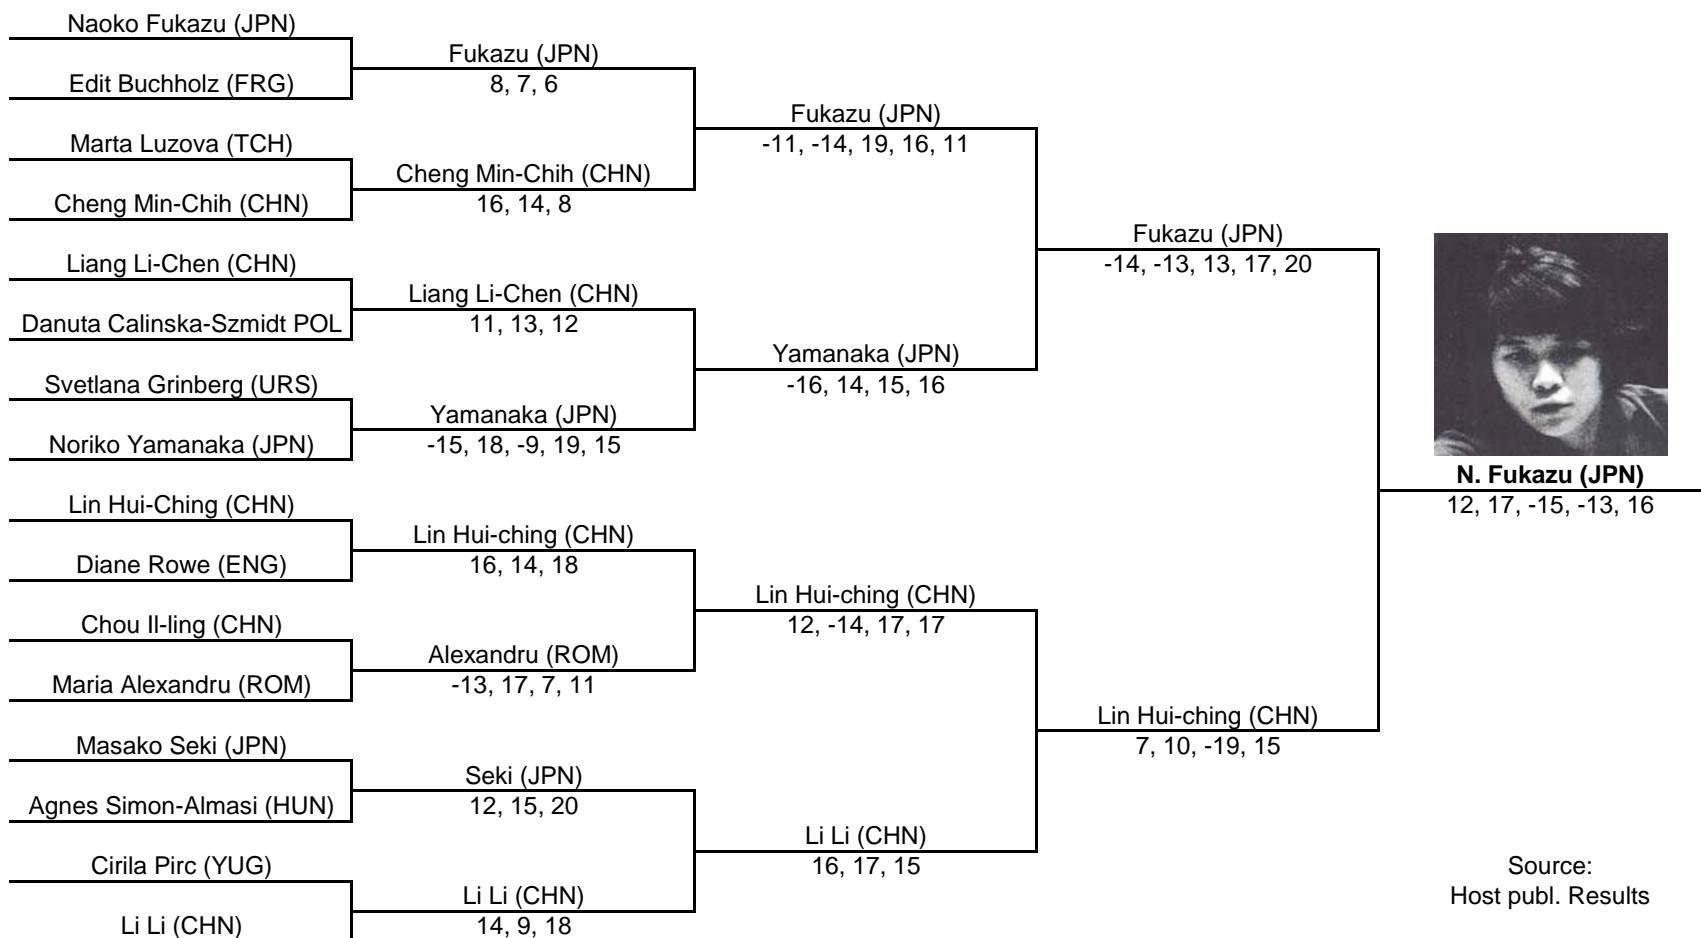 Naoko Fukazu (JPN)
Edit Buchholz (FRG)
Marta Luzova (TCH)
Cheng Min-Chih (CHN)
Liang Li-Chen (CHN)
Danuta Calinska-Szmidt POL
Svetlana Grinberg (URS)
Noriko Yamanaka (JPN)
Lin Hui-Ching (CHN)
Diane Rowe (ENG)
Chou Il-ling (CHN)
Maria Alexandru (ROM)
Masako Seki (JPN)
Agnes Simon-Almasi (HUN)
Cirila Pirc (YUG)
Li Li (CHN)
Fukazu (JPN)
8, 7, 6
Cheng Min-Chih (CHN)
16, 14, 8
Liang Li-Chen (CHN)
11, 13, 12
Yamanaka (JPN)
-15, 18, -9, 19, 15
Lin Hui-ching (CHN)
16, 14, 18
Alexandru (ROM)
-13, 17, 7, 11
Seki (JPN)
12, 15, 20
Li Li (CHN)
14, 9, 18
Fukazu (JPN)
-11, -14, 19, 16, 11
Yamanaka (JPN)
-16, 14, 15, 16
Lin Hui-ching (CHN)
12, -14, 17, 17
Li Li (CHN)
16, 17, 15
Fukazu (JPN)
-14, -13, 13, 17, 20
Lin Hui-ching (CHN)
7, 10, -19, 15
N. Fukazu (JPN)
12, 17, -15, -13, 16
Source:
Host publ. Results